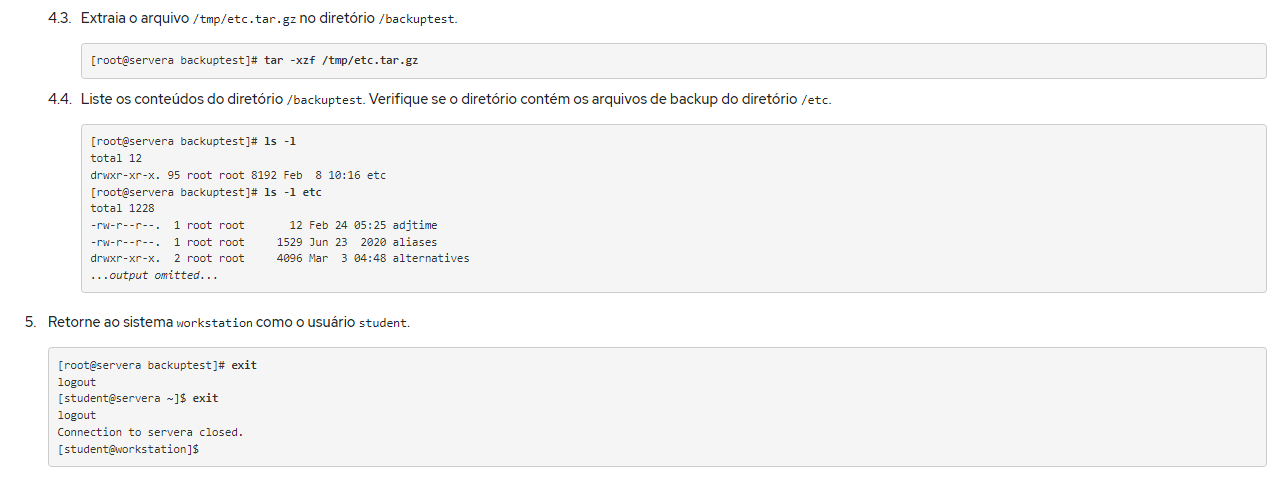 4.3. Extraia o arquivo /tmp/etc.tar.gz no diretório /backuptest.
[root@servera backuptest]# tar -xzf /tmp/etc.tar.gz
4.4. Liste os conteúdos do diretório /backuptest. Verifique se o diretório contém os arquivos de backup do diretório /etc.
[root@servera backuptest]# ls -l
total 12
drwxr-xr-x. 95 root root 8192 Feb  8 10:16 etc
[root@servera backuptest]# ls -l etc
total 1228
-rw-r--r--.  1 root root       12 Feb 24 05:25 adjtime
-rw-r--r--.  1 root root     1529 Jun 23  2020 aliases
drwxr-xr-x.  2 root root     4096 Mar  3 04:48 alternatives
...output omitted...
5. Retorne ao sistema workstation como o usuário student.
[root@servera backuptest]# exit
logout
[student@servera ~]$ exit
logout
Connection to servera closed.
[student@workstation]$